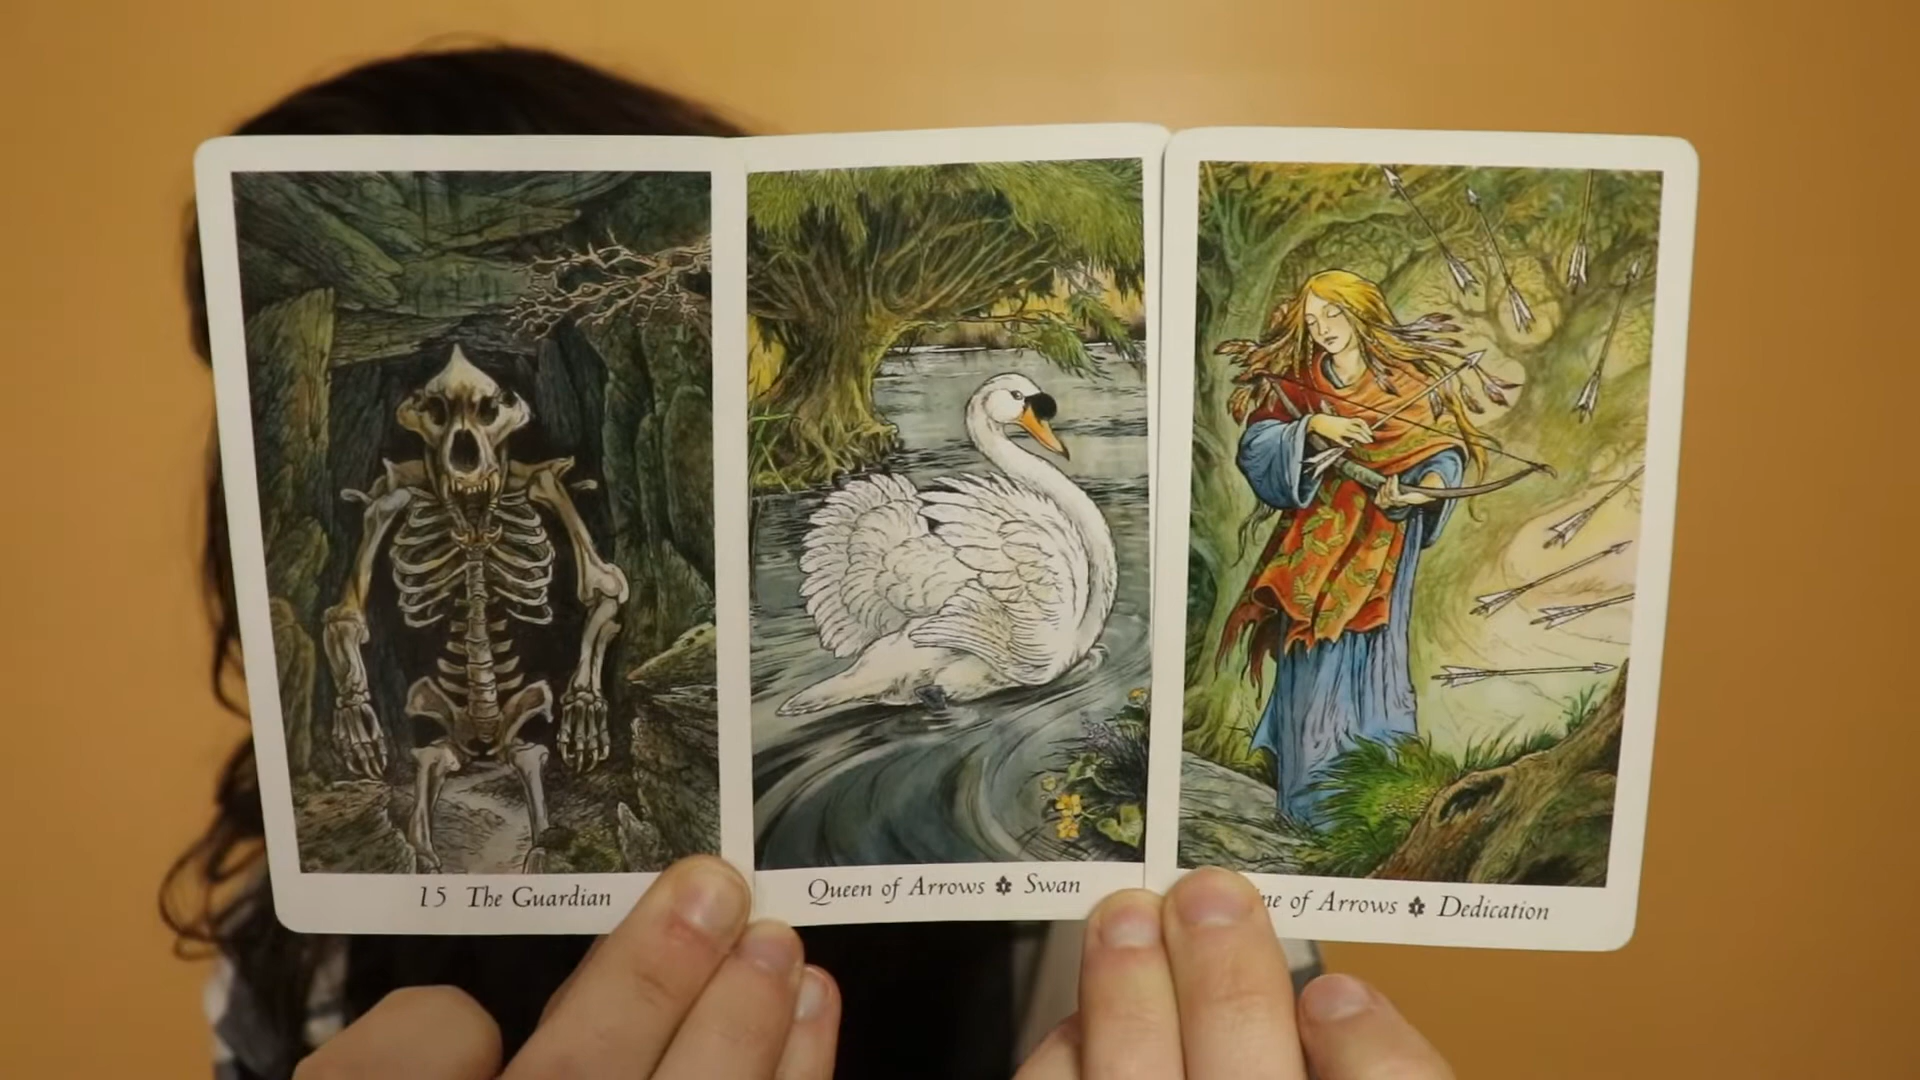 15 The Guardian
Queen of Arrows Swan
of Arrows Dedication